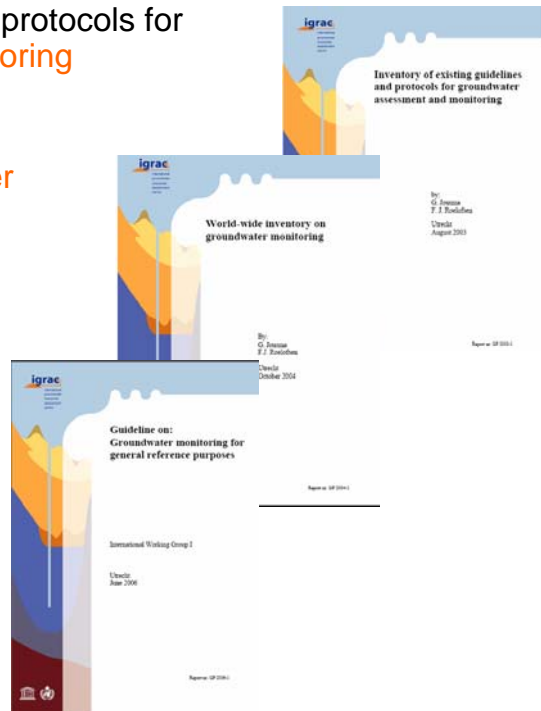 protocols for
oring
er
igrac
Inventory of existing guidelines
and protocols for groundwater
assessment and monitoring
by:
G. Jousma
F. J. Roelofsen
Utrecht
August 2003
igrac
World-wide inventory on
groundwater monitoring
By:
G. Jousma
F.J. Roelofsen
Utrecht
October 2004
igrac
Guideline on:
Groundwater monitoring for
general reference purposes
International Working Group I
Utrecht
June 2006